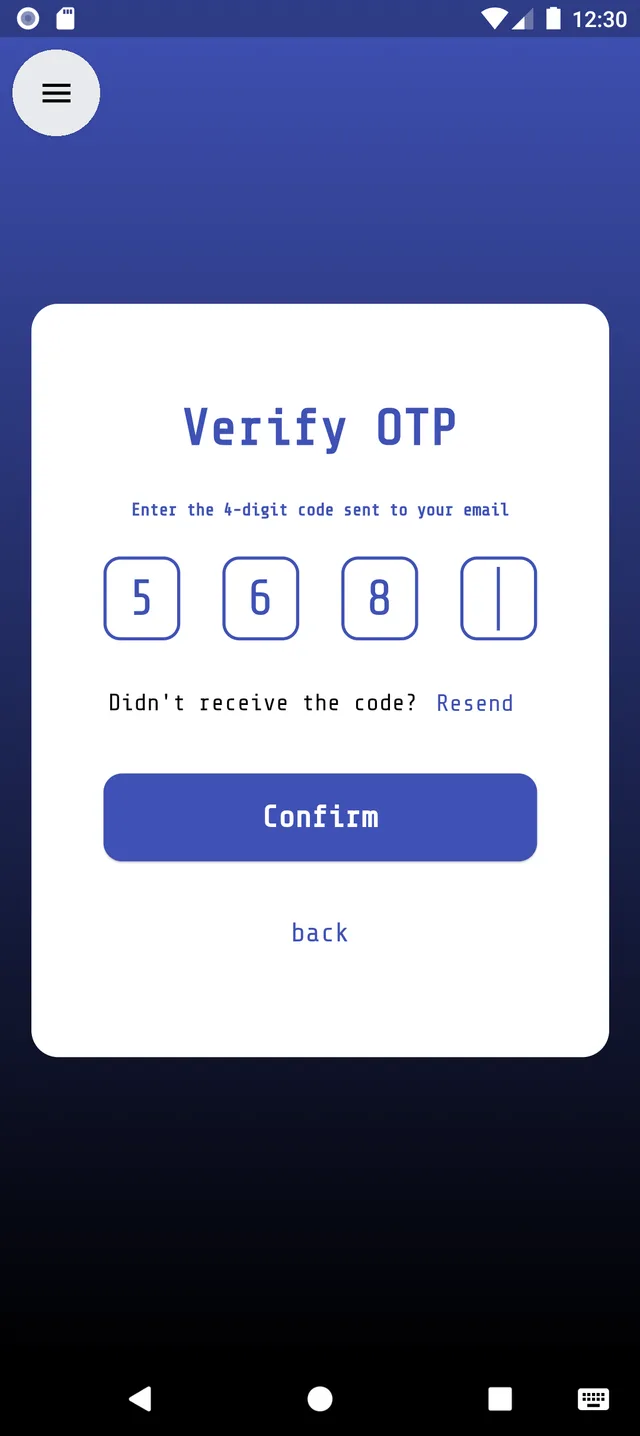 12:30
Verify OTP
Enter the 4-digit code sent to your email
5 6 8
Didn't receive the code? Resend
Confirm
back